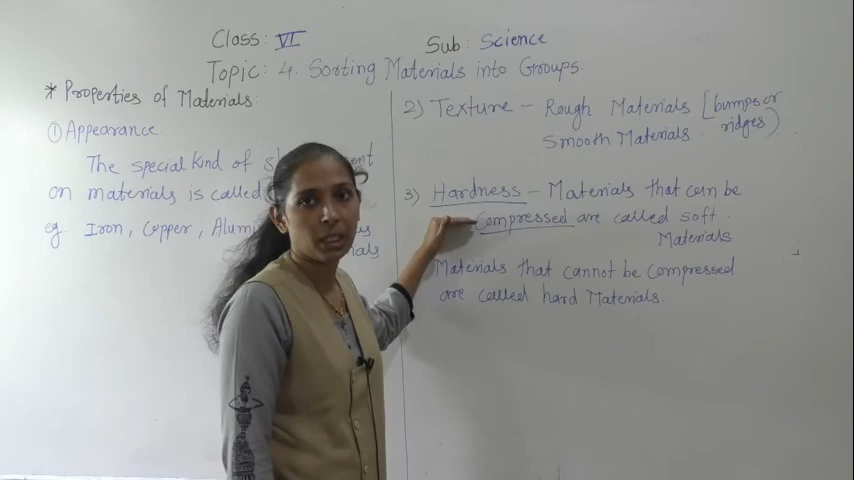 Class: VI Sub: Science
Topic: 4. Sorting Materials into Groups.
* Properties of Materials.
① Appearance
The special kind of
on materials is called
eg Iron, Copper,
2) Texture - Rough Materials [bumps or
ridges)
Smooth Materials
3) Hardness - Materials that can be
Compressed are called soft.
Materials
Materials that cannot be Compressed
are called hard Materials.